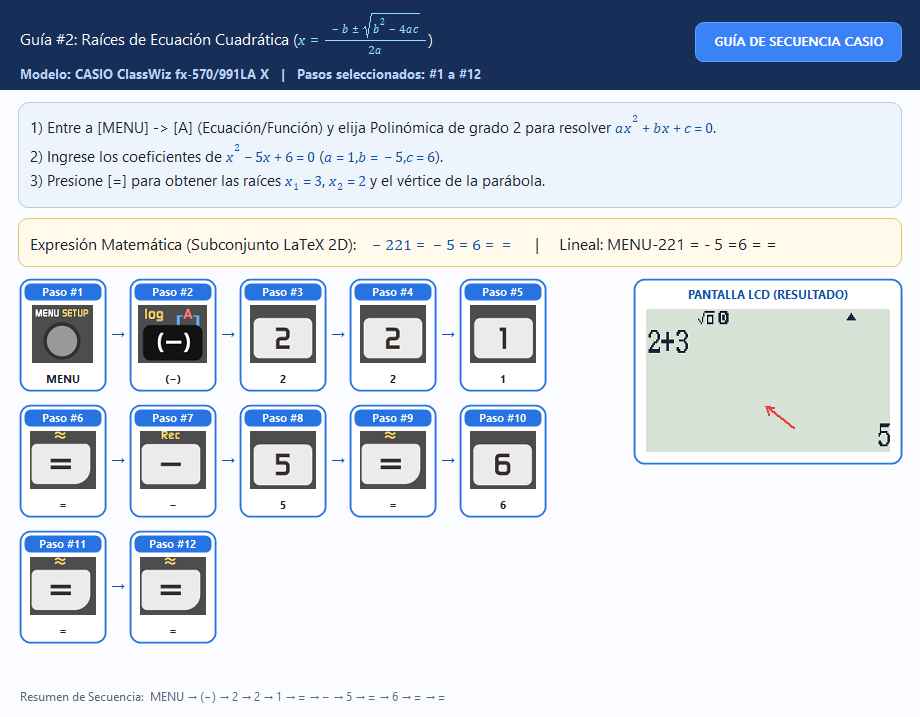 Guía #2: Raíces de Ecuación Cuadrática (x = (−b ± √(b² − 4ac)) / 2a)
GUÍA DE SECUENCIA CASIO
Modelo: CASIO ClassWiz fx-570/991LA X | Pasos seleccionados: #1 a #12
1) Entre a [MENU] -> [A] (Ecuación/Función) y elija Polinómica de grado 2 para resolver ax² + bx + c = 0.
2) Ingrese los coeficientes de x² − 5x + 6 = 0 (a = 1,b = − 5,c = 6).
3) Presione [=] para obtener las raíces x₁ = 3, x₂ = 2 y el vértice de la parábola.
Expresión Matemática (Subconjunto LaTeX 2D): − 221 = − 5 = 6 = = | Lineal: MENU-221 = - 5 =6 = =
Paso #1 Paso #2 Paso #3 Paso #4 Paso #5
MENU SETUP → log [A] (−) → 2 → 2 → 1
MENU (−) 2 2 1
PANTALLA LCD (RESULTADO)
√□ D ▲
2+3
5
Paso #6 Paso #7 Paso #8 Paso #9 Paso #10
≈ = → Rec − → 5 → ≈ = → 6
= − 5 = 6
Paso #11 Paso #12
≈ = → ≈ =
= =
Resumen de Secuencia: MENU → (−) → 2 → 2 → 1 → = → − → 5 → = → 6 → = → =